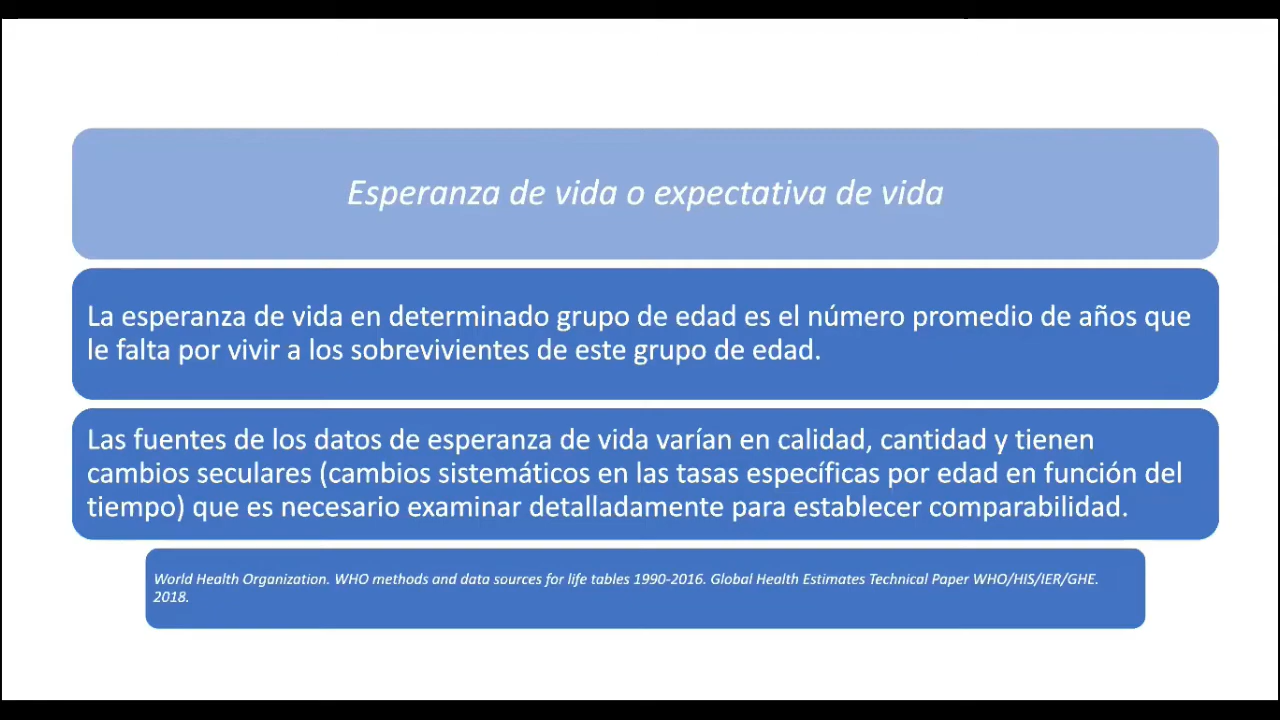 Esperanza de vida o expectativa de vida
La esperanza de vida en determinado grupo de edad es el número promedio de años que
le falta por vivir a los sobrevivientes de este grupo de edad.
Las fuentes de los datos de esperanza de vida varían en calidad, cantidad y tienen
cambios seculares (cambios sistemáticos en las tasas específicas por edad en función del
tiempo) que es necesario examinar detalladamente para establecer comparabilidad.
World Health Organization. WHO methods and data sources for life tables 1990-2016. Global Health Estimates Technical Paper WHO/HIS/IER/GHE.
2018.